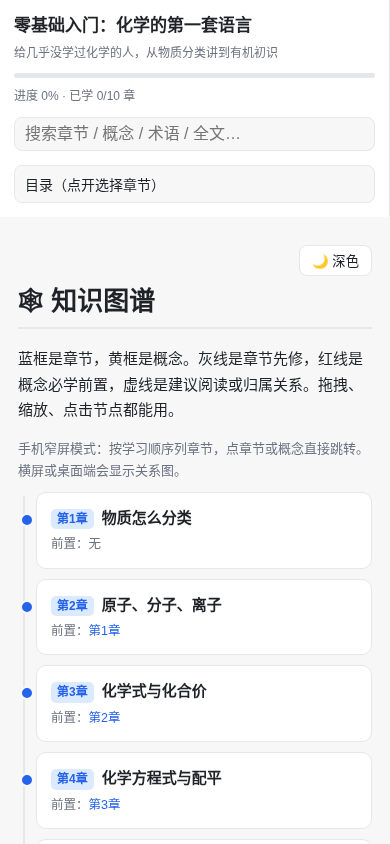 零基础入门：化学的第一套语言
给几乎没学过化学的人，从物质分类讲到有机初识
进度 0% · 已学 0/10 章
搜索章节 / 概念 / 术语 / 全文…
目录（点开选择章节）
🌙 深色
🕸 知识图谱
蓝框是章节，黄框是概念。灰线是章节先修，红线是
概念必学前置，虚线是建议阅读或归属关系。拖拽、
缩放、点击节点都能用。
手机窄屏模式：按学习顺序列章节，点章节或概念直接跳转。
横屏或桌面端会显示关系图。
第1章 物质怎么分类
前置：无
第2章 原子、分子、离子
前置：第1章
第3章 化学式与化合价
前置：第2章
第4章 化学方程式与配平
前置：第3章